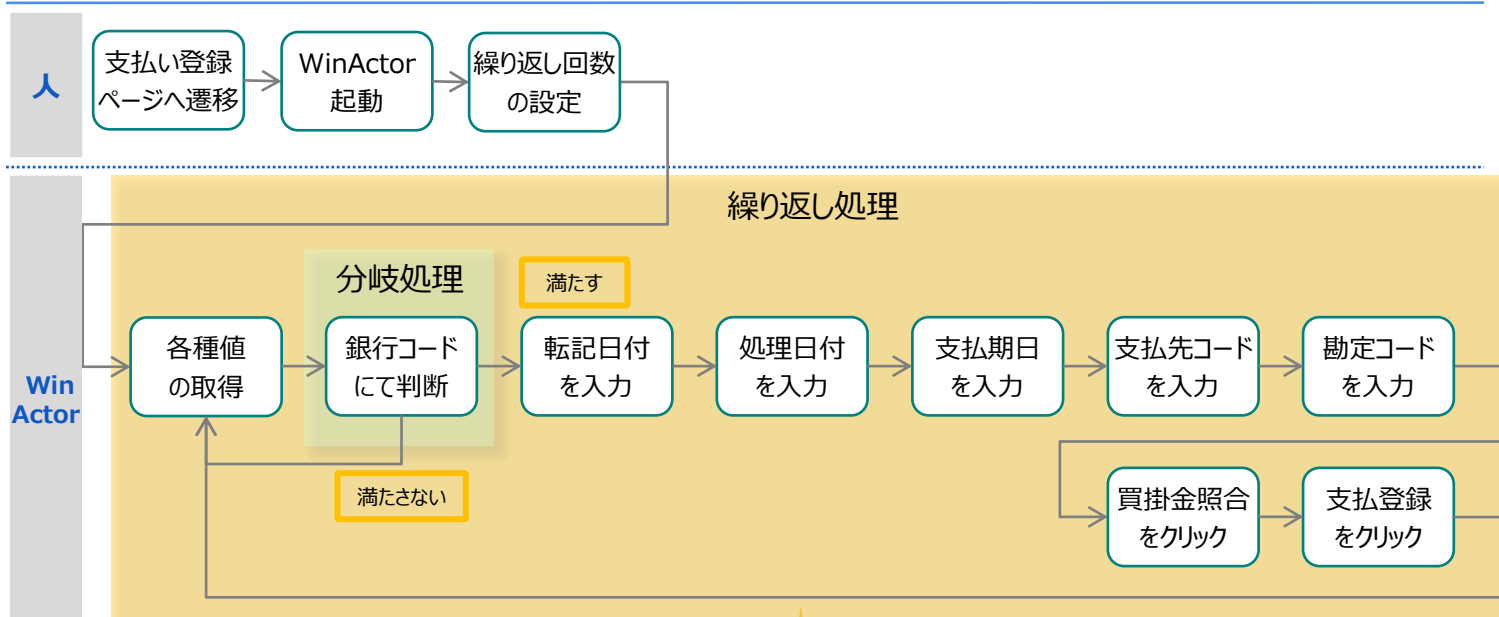 人
支払い登録
ページへ遷移
WinActor
起動
繰り返し回数
の設定
Win
Actor
繰り返し処理
分岐処理
満たす
各種値
の取得
銀行コード
にて判断
転記日付
を入力
処理日付
を入力
支払期日
を入力
支払先コード
を入力
勘定コード
を入力
満たさない
買掛金照合
をクリック
支払登録
をクリック